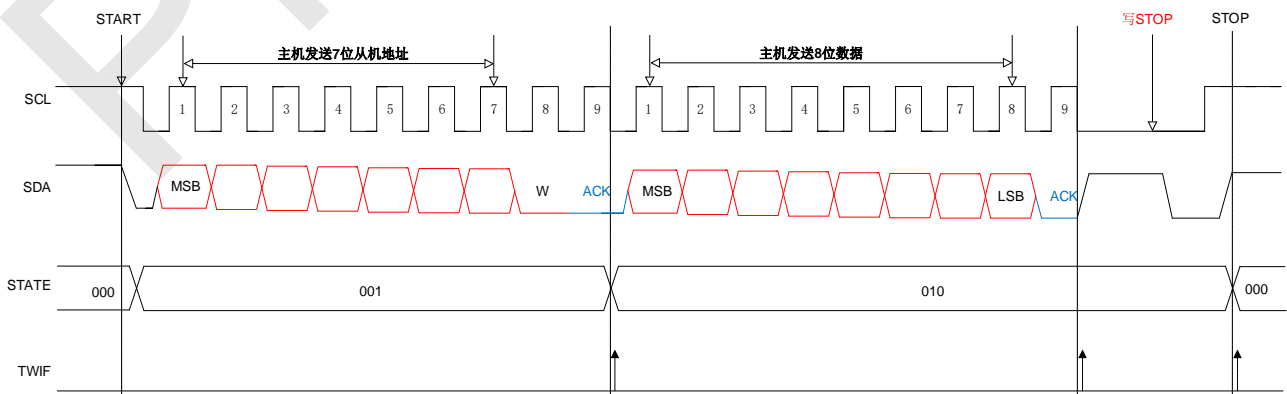 START 写STOP STOP
主机发送7位从机地址 主机发送8位数据
SCL 1 2 3 4 5 6 7 8 9 1 2 3 4 5 6 7 8 9
SDA MSB W ACK MSB LSB ACK
STATE 000 001 010 000
TWIF